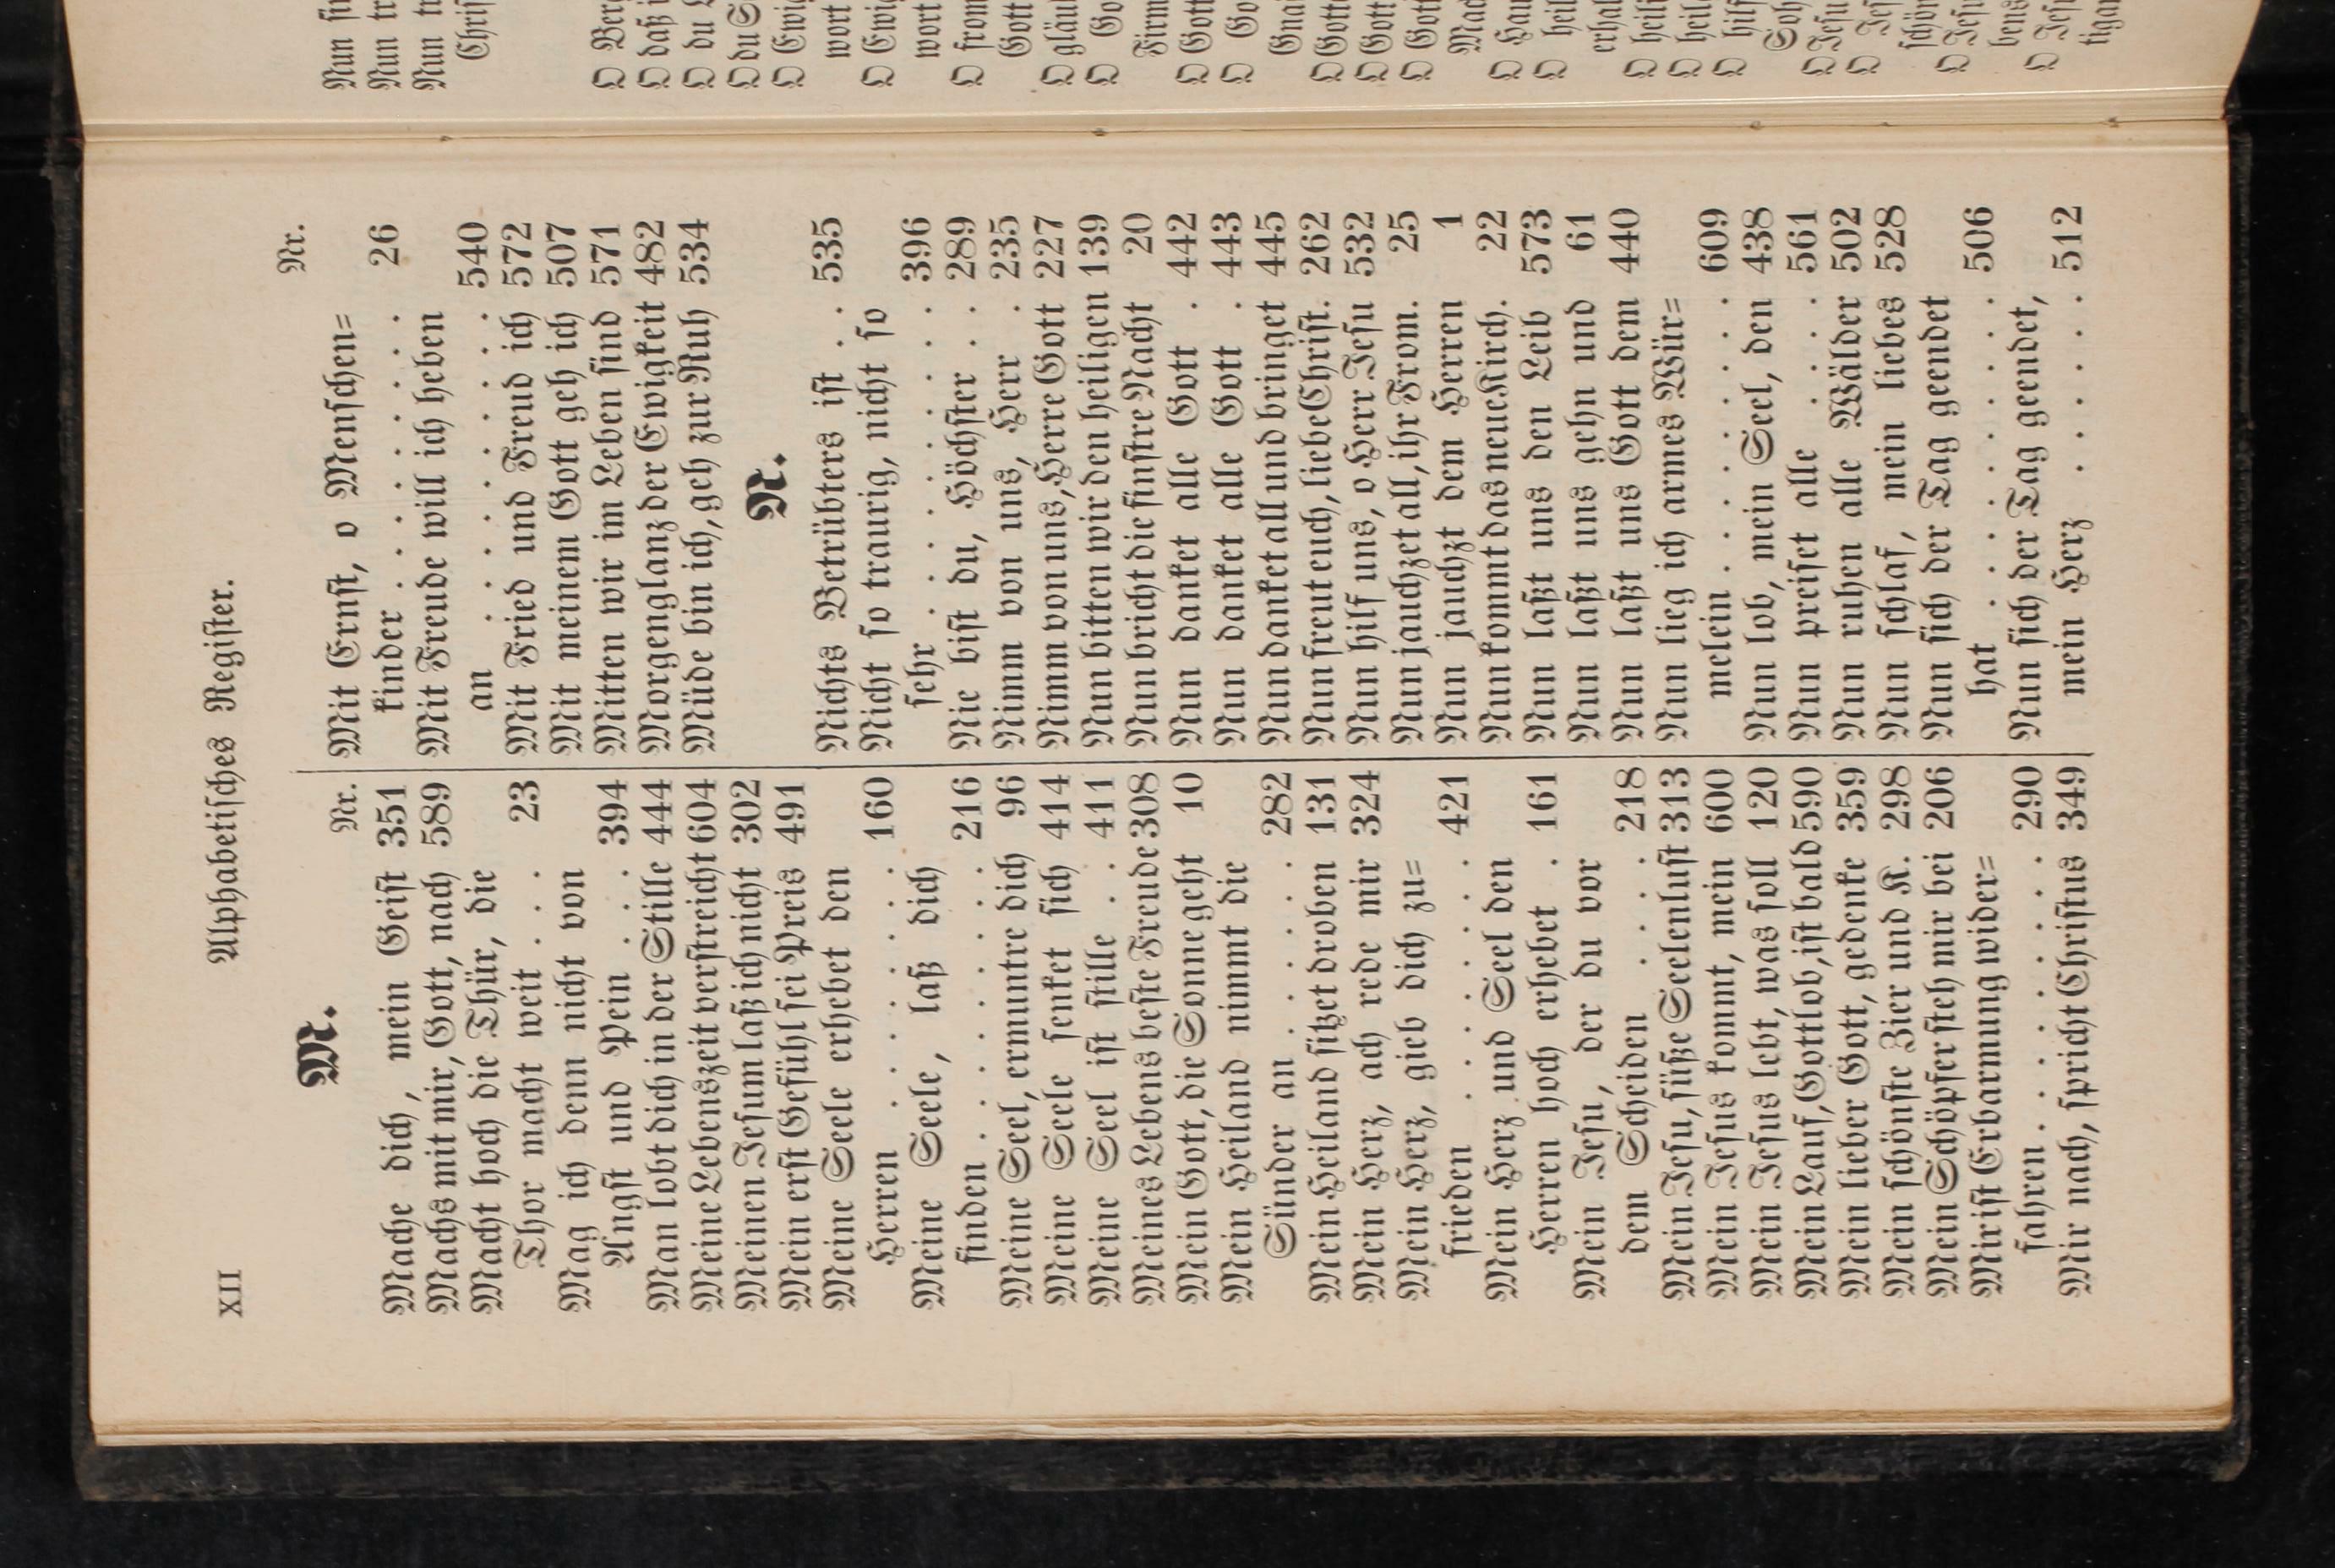 XII Alphabetisches Register.
M.
Nr.
Mache dich, mein Geist 351
Machs mit mir, Gott, nach 589
Macht hoch die Thür, die
Thor macht weit . . . 23
Mag ich denn nicht von
Angst und Pein . . . 394
Man lobt dich in der Stille 444
Meine Lebenszeit verstreicht 604
Meinen Jesum laß ich nicht 302
Mein erst Gefühl sei Preis 491
Meine Seele erhebet den
Herren . . . . . . . 160
Meine Seele, laß dich
finden . . . . . . . . 216
Meine Seel, ermuntre dich 96
Meine Seele senket sich 414
Meine Seel ist stille . . 411
Meines Lebens beste Freude 308
Mein Gott, die Sonne geht 10
Mein Heiland nimmt die
Sünder an . . . . . 282
Mein Heiland sitzet droben 131
Mein Herz, ach rede mir 324
Mein Herz, gieb dich zu=
frieden . . . . . . . 421
Mein Herz und Seel den
Herren hoch erhebet . 161
Mein Jesu, der du vor
dem Scheiden . . . . 218
Mein Jesu, süße Seelenlust 313
Mein Jesus kommt, mein 600
Mein Jesus lebt, was soll 120
Mein Lauf, Gottlob, ist bald 590
Mein lieber Gott, gedenke 359
Mein schönste Zier und K. 298
Mein Schöpfer steh mir bei 206
Mir ist Erbarmung wider=
fahren . . . . . . . . 290
Mir nach, spricht Christus 349
Nr.
Mit Ernst, o Menschen=
kinder . . . . . . . . 26
Mit Freude will ich heben
an . . . . . . . . . 540
Mit Fried und Freud ich 572
Mit meinem Gott geh ich 507
Mitten wir im Leben sind 571
Morgenglanz der Ewigkeit 482
Müde bin ich, geh zur Ruh 534
N.
Nichts Betrübters ist . . 535
Nicht so traurig, nicht so
sehr . . . . . . . . . 396
Nie bist du, Höchster . . 289
Nimm von uns, Herr . 235
Nimm von uns, Herre Gott 227
Nun bitten wir den heiligen 139
Nun bricht die finstre Nacht 20
Nun danket alle Gott . 442
Nun danket alle Gott . 443
Nun danket all und bringet 445
Nun freut euch, liebe Christ. 262
Nun hilf uns, o Herr Jesu 532
Nun jauchzet all, ihr From. 25
Nun jauchzt dem Herren 1
Nun kommt das neue Kirch. 22
Nun laßt uns den Leib 573
Nun laßt uns gehn und 61
Nun laßt uns Gott dem 440
Nun lieg ich armes Wür=
melein . . . . . . . . 609
Nun lob, mein Seel, den 438
Nun preiset alle . . . . 561
Nun ruhen alle Wälder 502
Nun schlaf, mein liebes 528
Nun sich der Tag geendet
hat . . . . . . . . . 506
Nun sich der Tag geendet,
mein Herz . . . . . . 512
Nun
Nun
Nun
O
O daß
O du
O du
O Ewig
wort
O Ewig
wort
O
Gott
O
O
O Gott
O
O
O Gott
O
O
O
O
O
O
O Jesu
O
O Jesu
O Jesu